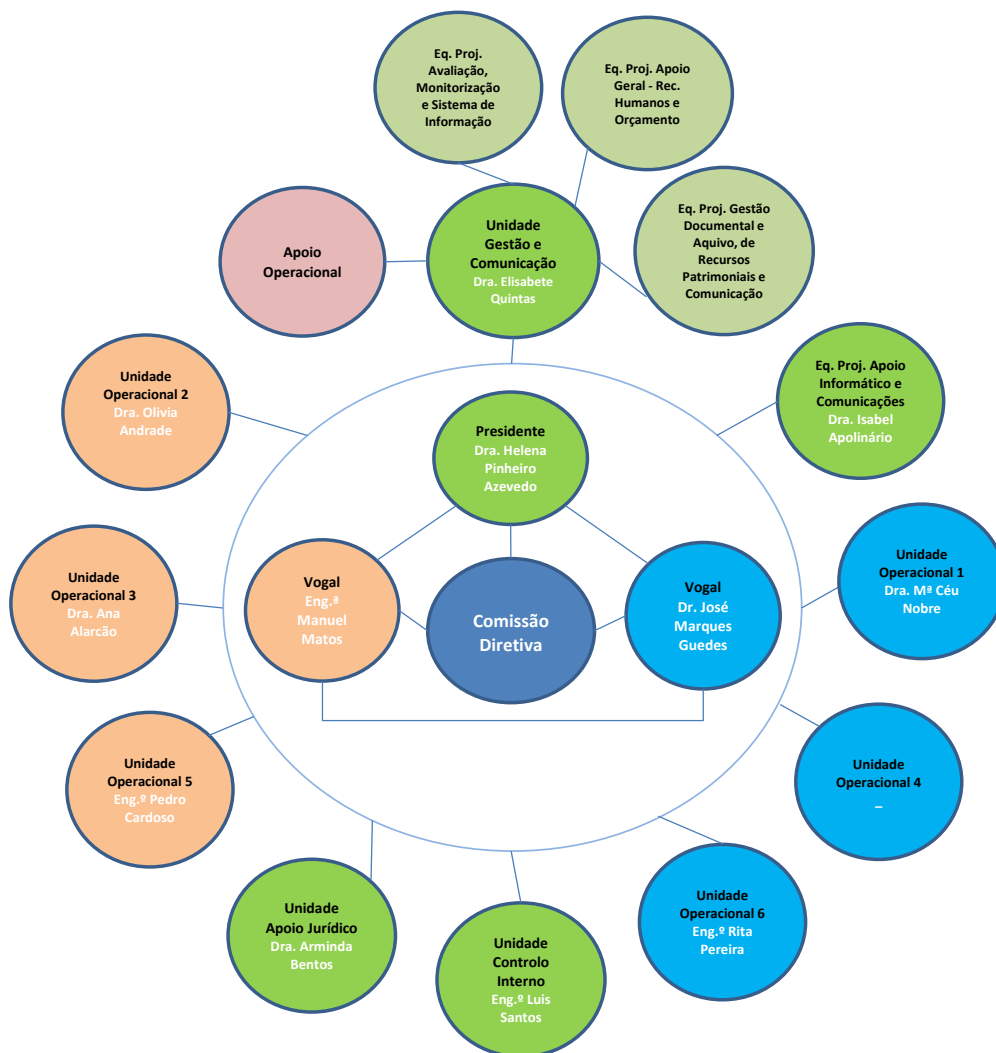 Eq. Proj.
Avaliação,
Monitorização
e Sistema de
Informação
Eq. Proj. Apoio
Geral - Rec.
Humanos e
Orçamento
Eq. Proj. Gestão
Documental e
Aquivo, de
Recursos
Patrimoniais e
Comunicação
Unidade
Gestão e
Comunicação
Dra. Elisabete
Quintas
Apoio
Operacional
Unidade
Operacional 2
Dra. Olivia
Andrade
Eq. Proj. Apoio
Informático e
Comunicações
Dra. Isabel
Apolinário
Presidente
Dra. Helena
Pinheiro
Azevedo
Unidade
Operacional 3
Dra. Ana
Alarcão
Vogal
Eng.ª
Manuel
Matos
Comissão
Diretiva
Vogal
Dr. José
Marques
Guedes
Unidade
Operacional 1
Dra. Mª Céu
Nobre
Unidade
Operacional 5
Eng.º Pedro
Cardoso
Unidade
Operacional 4
_
Unidade
Apoio Jurídico
Dra. Arminda
Bentos
Unidade
Controlo
Interno
Eng.º Luis
Santos
Unidade
Operacional 6
Eng.º Rita
Pereira